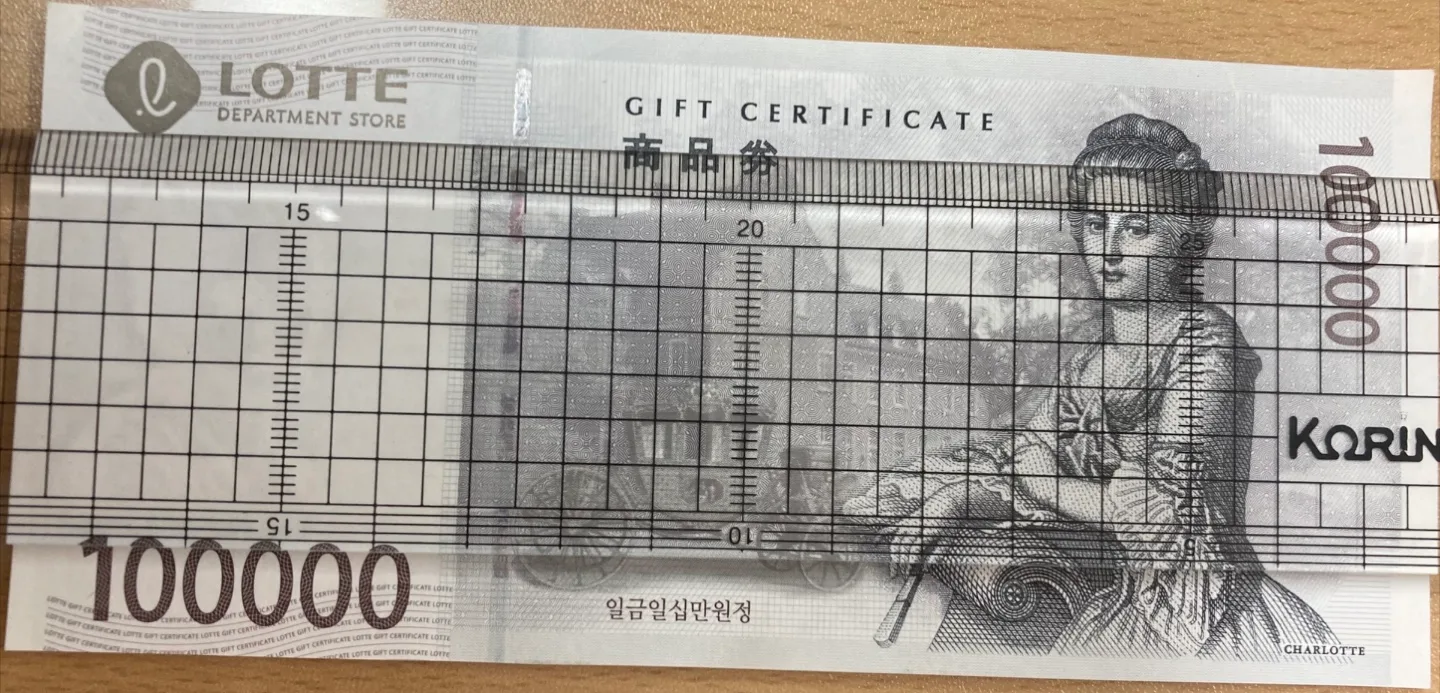 LOTTE
DEPARTMENT STORE
GIFT CERTIFICATE
商品券
100000
15
20
25
KORIN
15
10
5
100000
일금일십만원정
CHARLOTTE